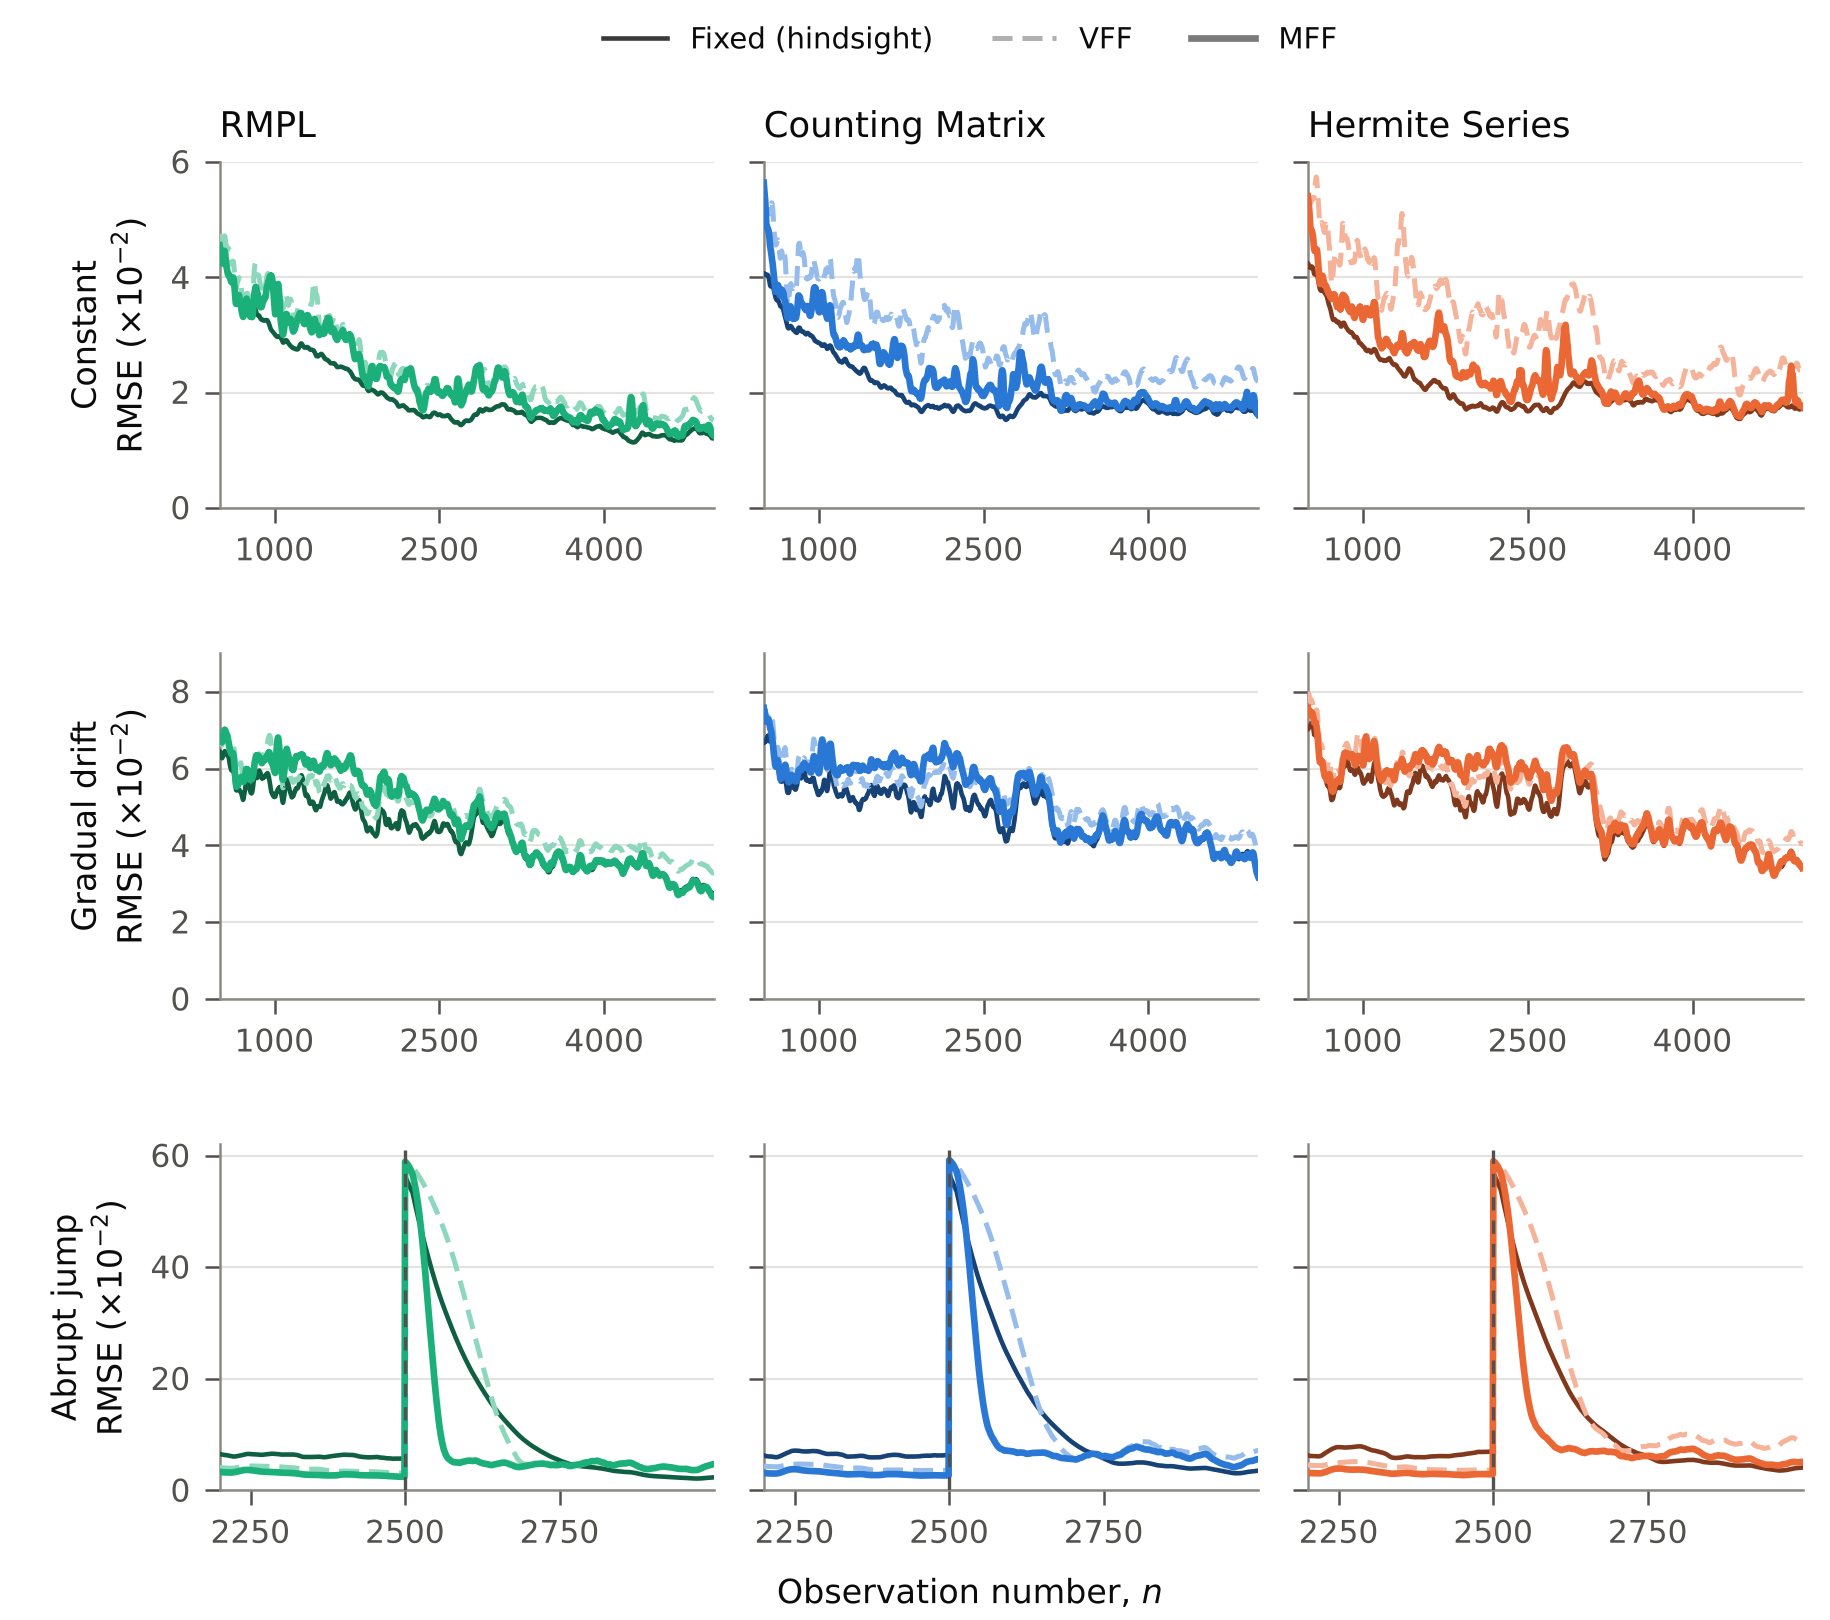 Fixed (hindsight) VFF MFF
RMPL Counting Matrix Hermite Series
Constant
RMSE (×10⁻²)
6
4
2
0
1000 2500 4000 1000 2500 4000 1000 2500 4000
Gradual drift
RMSE (×10⁻²)
8
6
4
2
0
1000 2500 4000 1000 2500 4000 1000 2500 4000
Abrupt jump
RMSE (×10⁻²)
60
40
20
0
2250 2500 2750 2250 2500 2750 2250 2500 2750
Observation number, n